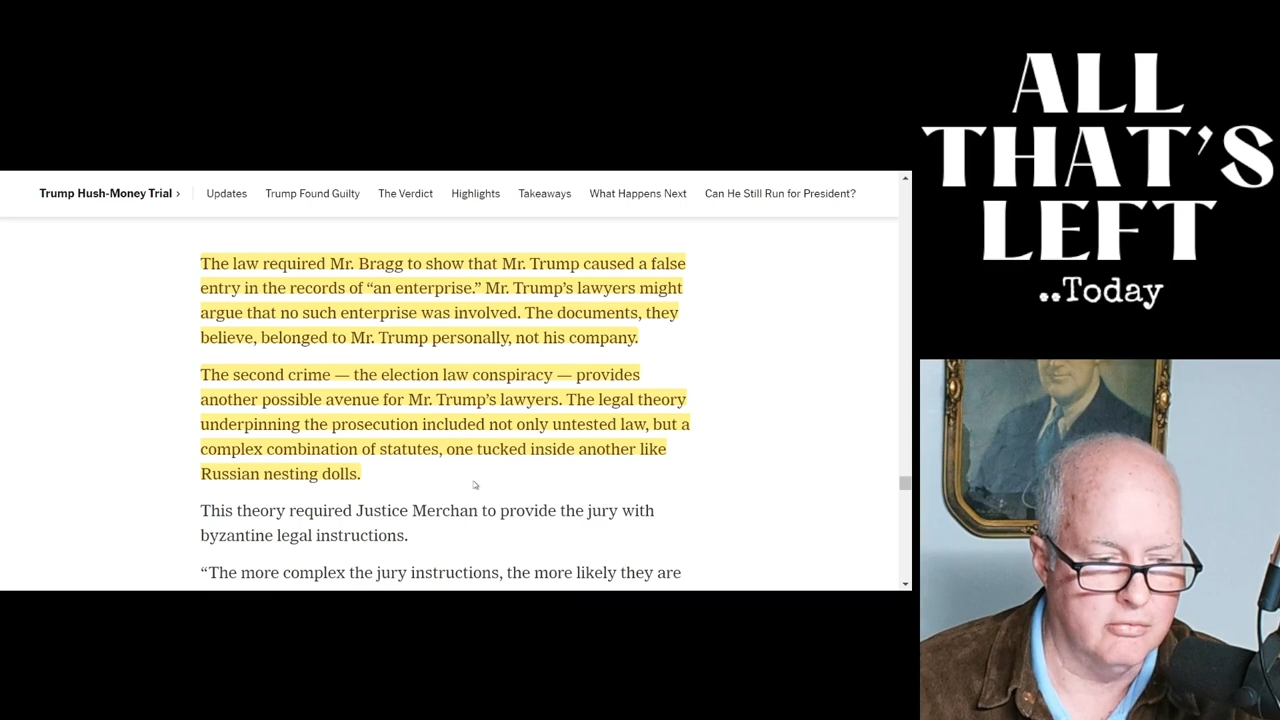 Trump Hush-Money Trial › Updates Trump Found Guilty The Verdict Highlights Takeaways What Happens Next Can He Still Run for President?
The law required Mr. Bragg to show that Mr. Trump caused a false
entry in the records of “an enterprise.” Mr. Trump’s lawyers might
argue that no such enterprise was involved. The documents, they
believe, belonged to Mr. Trump personally, not his company.
The second crime — the election law conspiracy — provides
another possible avenue for Mr. Trump’s lawyers. The legal theory
underpinning the prosecution included not only untested law, but a
complex combination of statutes, one tucked inside another like
Russian nesting dolls.
This theory required Justice Merchan to provide the jury with
byzantine legal instructions.
“The more complex the jury instructions, the more likely they are
ALL
THAT’S
LEFT
..Today